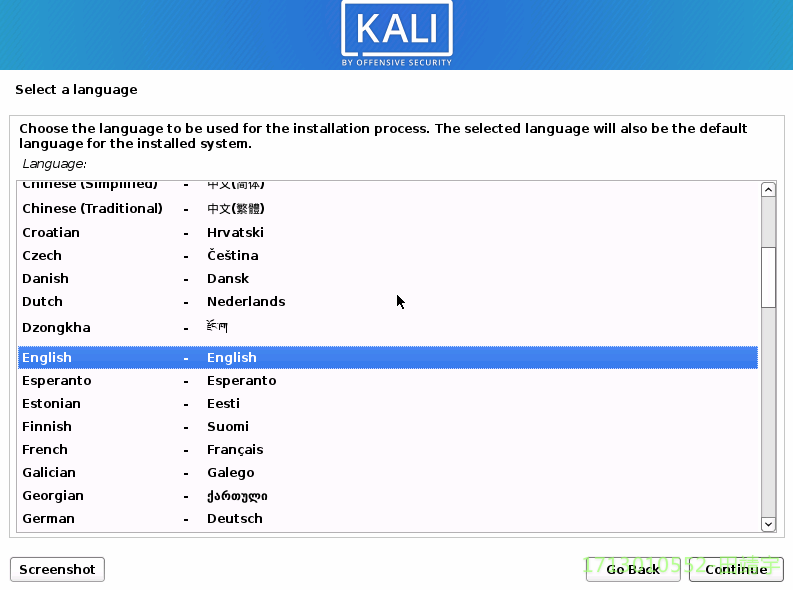 KALI
BY OFFENSIVE SECURITY
Select a language
Choose the language to be used for the installation process. The selected language will also be the default
language for the installed system.
Language:
Chinese (Simplified) - 中文(简体)
Chinese (Traditional) - 中文(繁體)
Croatian - Hrvatski
Czech - Čeština
Danish - Dansk
Dutch - Nederlands
Dzongkha - རྫོང་ཁ།
English - English
Esperanto - Esperanto
Estonian - Eesti
Finnish - Suomi
French - Français
Galician - Galego
Georgian - ქართული
German - Deutsch
Screenshot Go Back Continue